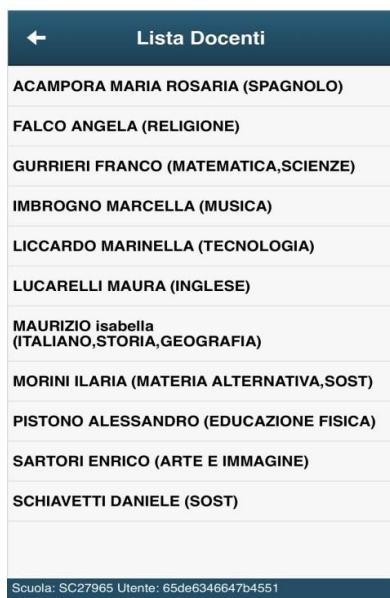 Lista Docenti
ACAMPORA MARIA ROSARIA (SPAGNOLO)
FALCO ANGELA (RELIGIONE)
GURRIERI FRANCO (MATEMATICA,SCIENZE)
IMBROGNO MARCELLA (MUSICA)
LICCARDO MARINELLA (TECNOLOGIA)
LUCARELLI MAURA (INGLESE)
MAURIZIO isabella
(ITALIANO,STORIA,GEOGRAFIA)
MORINI ILARIA (MATERIA ALTERNATIVA,SOST)
PISTONO ALESSANDRO (EDUCAZIONE FISICA)
SARTORI ENRICO (ARTE E IMMAGINE)
SCHIAVETTI DANIELE (SOST)
Scuola: SC27965 Utente: 65de6346647b4551